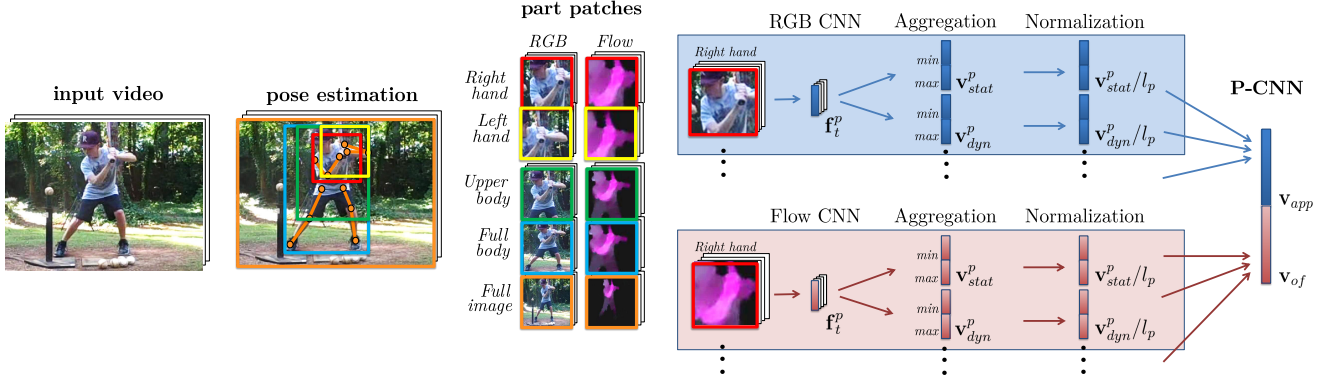 input video
pose estimation
part patches
RGB Flow
Right
hand
Left
hand
Upper
body
Full
body
Full
image
RGB CNN Aggregation Normalization
Right hand
f_t^p
min
max v_stat^p
min
max v_dyn^p
v_stat^p/l_p
v_dyn^p/l_p
Flow CNN Aggregation Normalization
Right hand
f_t^p
min
max v_stat^p
min
max v_dyn^p
v_stat^p/l_p
v_dyn^p/l_p
P-CNN
v_app
v_of